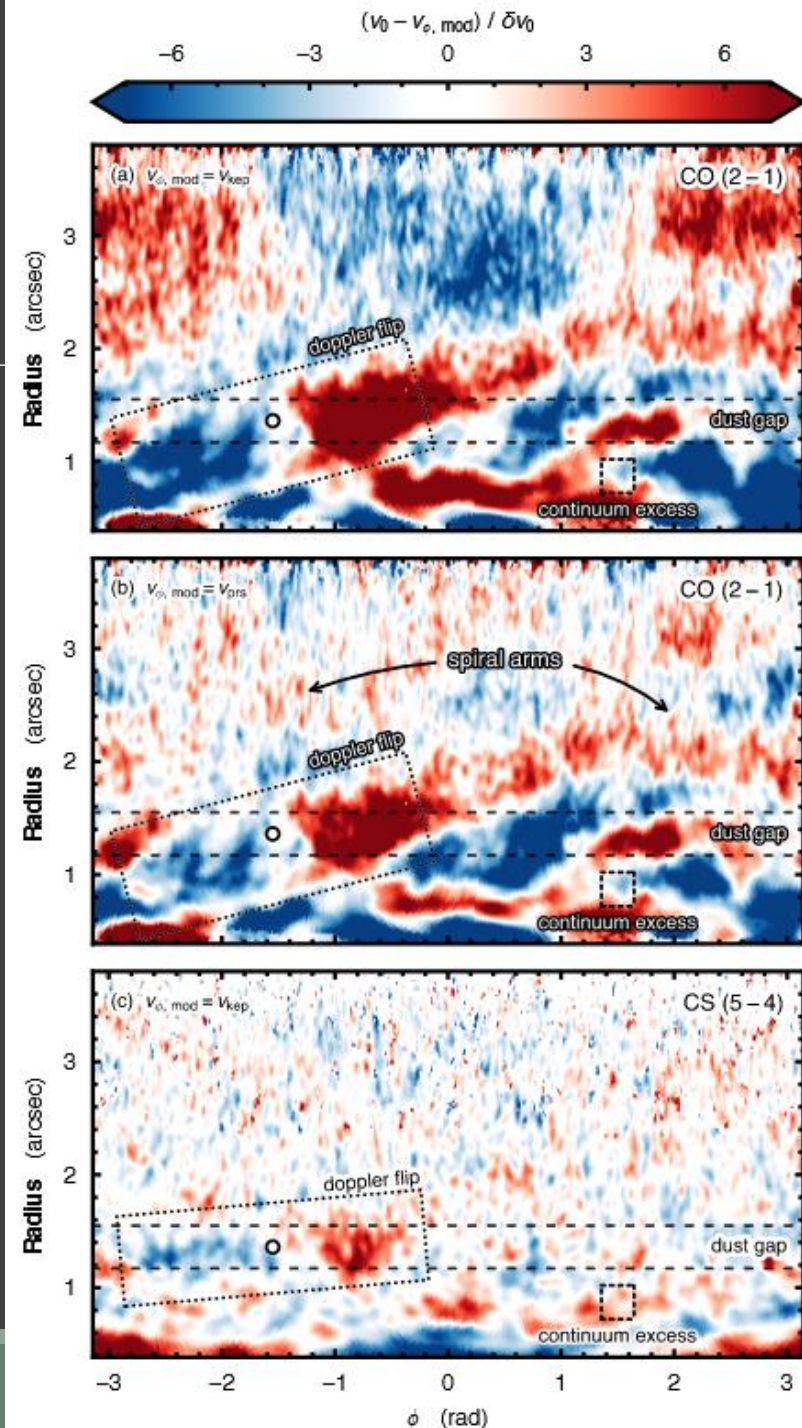 (v₀ − vₑ, mod) / δv₀
−6 −3 0 3 6
(a) vφ, mod = vkep CO (2−1)
3
2
1
Radius (arcsec)
doppler flip
dust gap
continuum excess
(b) vφ, mod = vprs CO (2−1)
3
2
1
Radius (arcsec)
spiral arms
doppler flip
dust gap
continuum excess
(c) vφ, mod = vkep CS (5−4)
3
2
1
Radius (arcsec)
doppler flip
dust gap
continuum excess
−3 −2 −1 0 1 2 3
ϕ (rad)